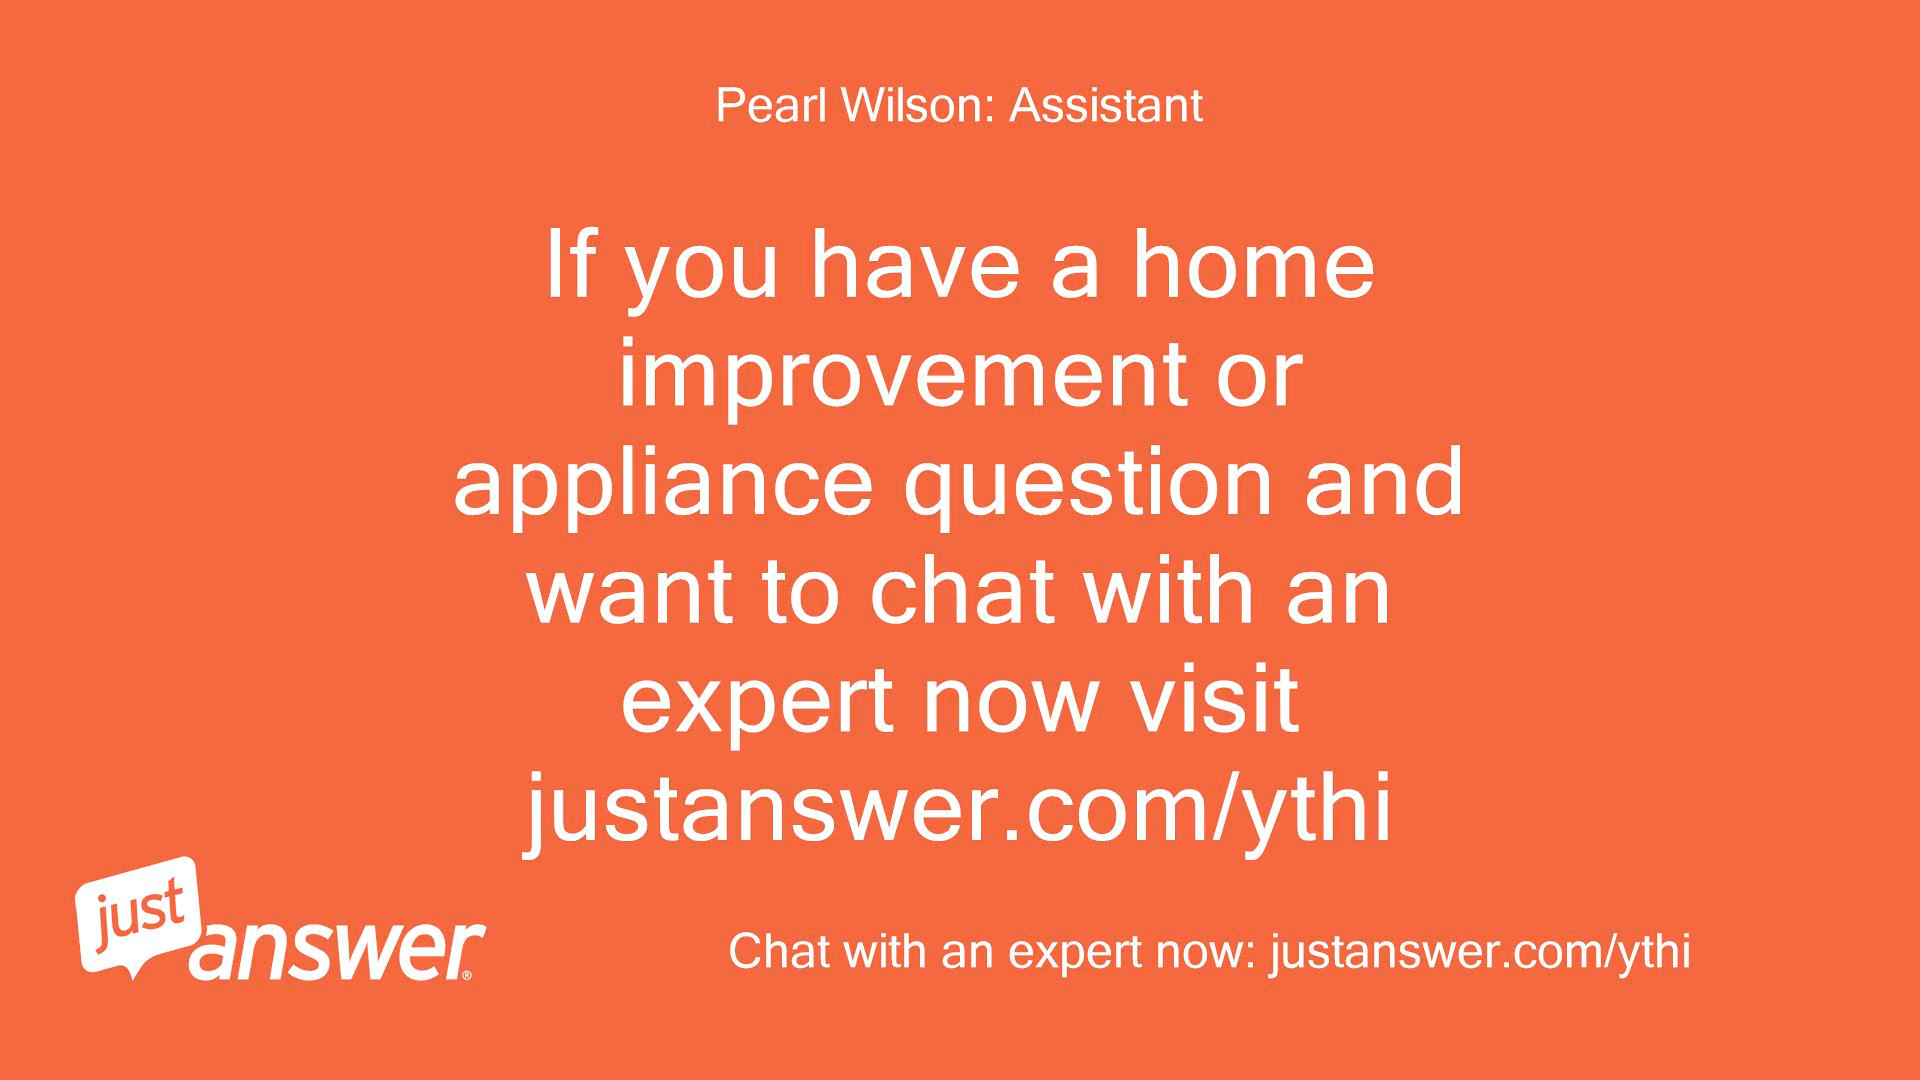 Pearl Wilson: Assistant
If you have a home
improvement or
appliance question and
want to chat with an
expert now visit
justanswer.com/ythi
just
answer®
Chat with an expert now: justanswer.com/ythi